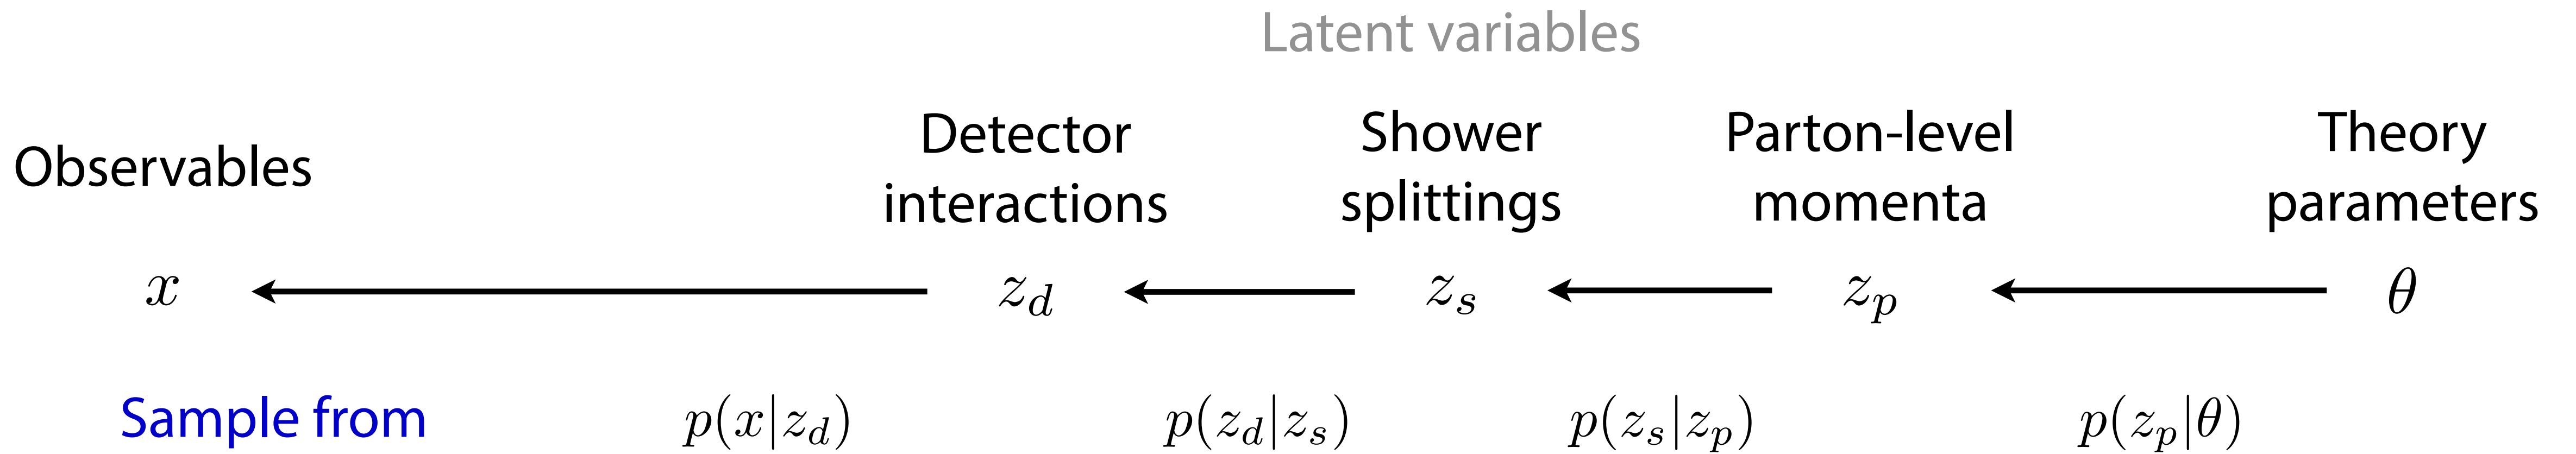 Latent variables
Observables
Detector
interactions
Shower
splittings
Parton-level
momenta
Theory
parameters
x
z_d
z_s
z_p
θ
Sample from
p(x|z_d)
p(z_d|z_s)
p(z_s|z_p)
p(z_p|θ)